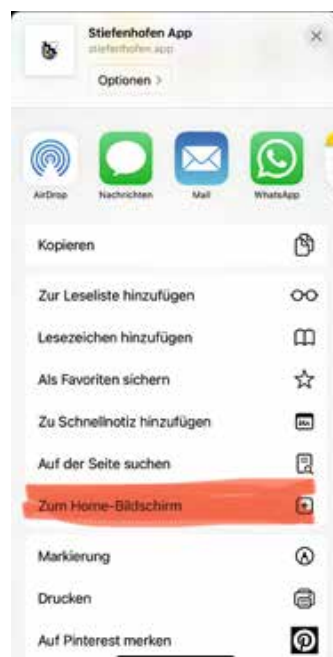 Stiefenhofen App
stiefenhofen.app
Optionen >
AirDrop
Nachrichten
Mail
WhatsApp
Kopieren
Zur Leseliste hinzufügen
Lesezeichen hinzufügen
Als Favoriten sichern
Zu Schnellnotiz hinzufügen
Auf der Seite suchen
Zum Home-Bildschirm
Markierung
Drucken
Auf Pinterest merken